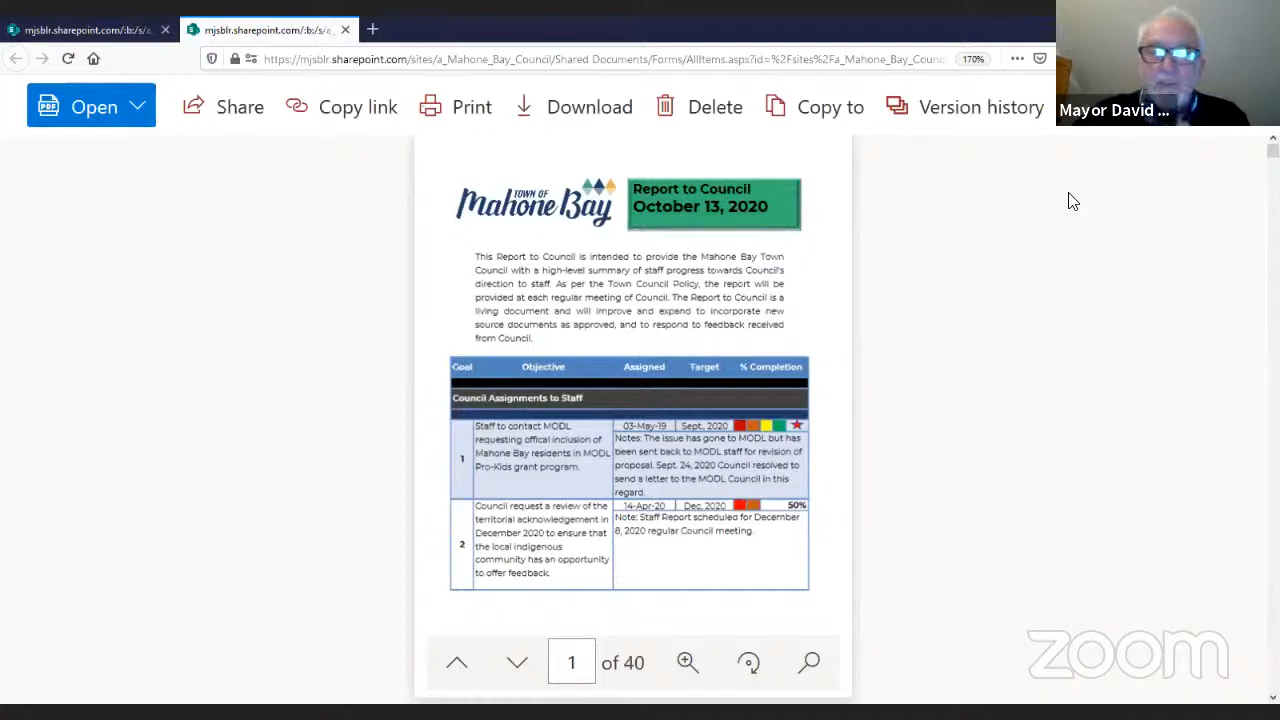 mjsblr.sharepoint.com/:b:/s/a_
mjsblr.sharepoint.com/:b:/s/a_
https://mjsblr.sharepoint.com/sites/a_Mahone_Bay_Council/Shared Documents/Forms/AllItems.aspx?id=%2Fsites%2Fa_Mahone_Bay_Counc
170%
PDF
Open
Share
Copy link
Print
Download
Delete
Copy to
Version history
Mayor David ...
TOWN OF
Mahone Bay
Report to Council
October 13, 2020
This Report to Council is intended to provide the Mahone Bay Town
Council with a high-level summary of staff progress towards Council's
direction to staff. As per the Town Council Policy, the report will be
provided at each regular meeting of Council. The Report to Council is a
living document and will improve and expand to incorporate new
source documents as approved, and to respond to feedback received
from Council.
Goal Objective Assigned Target % Completion
Council Assignments to Staff
1
Staff to contact MODL
requesting offical inclusion of
Mahone Bay residents in MODL
Pro-Kids grant program.
03-May-19 Sept., 2020
Notes: The issue has gone to MODL but has
been sent back to MODL staff for revision of
proposal. Sept. 24, 2020 Council resolved to
send a letter to the MODL Council in this
regard.
2
Council request a review of the
territorial acknowledgement in
December 2020 to ensure that
the local indigenous
community has an opportunity
to offer feedback.
14-Apr-20 Dec, 2020 50%
Note: Staff Report scheduled for December
8, 2020 regular Council meeting.
1 of 40
zoom